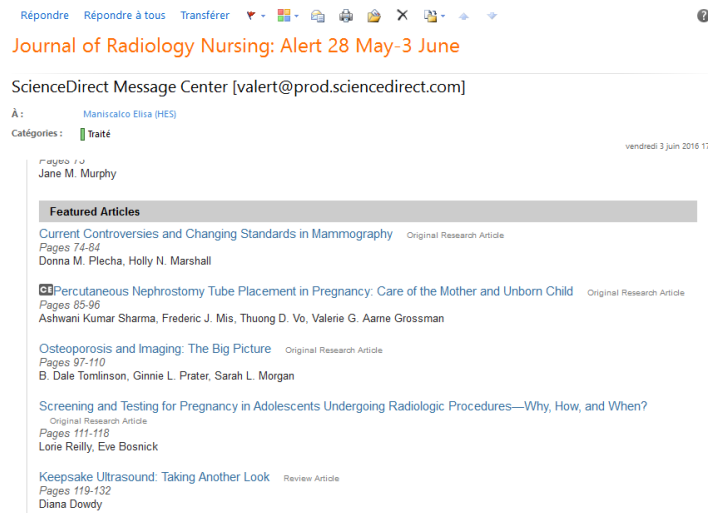 Répondre Répondre à tous Transférer
Journal of Radiology Nursing: Alert 28 May-3 June
ScienceDirect Message Center [valert@prod.sciencedirect.com]
À : Maniscalco Elisa (HES)
Catégories : Traité
vendredi 3 juin 2016 17
Pages 73
Jane M. Murphy
Featured Articles
Current Controversies and Changing Standards in Mammography Original Research Article
Pages 74-84
Donna M. Plecha, Holly N. Marshall
CE Percutaneous Nephrostomy Tube Placement in Pregnancy: Care of the Mother and Unborn Child Original Research Article
Pages 85-96
Ashwani Kumar Sharma, Frederic J. Mis, Thuong D. Vo, Valerie G. Aarne Grossman
Osteoporosis and Imaging: The Big Picture Original Research Article
Pages 97-110
B. Dale Tomlinson, Ginnie L. Prater, Sarah L. Morgan
Screening and Testing for Pregnancy in Adolescents Undergoing Radiologic Procedures—Why, How, and When?
Original Research Article
Pages 111-118
Lorie Reilly, Eve Bosnick
Keepsake Ultrasound: Taking Another Look Review Article
Pages 119-132
Diana Dowdy